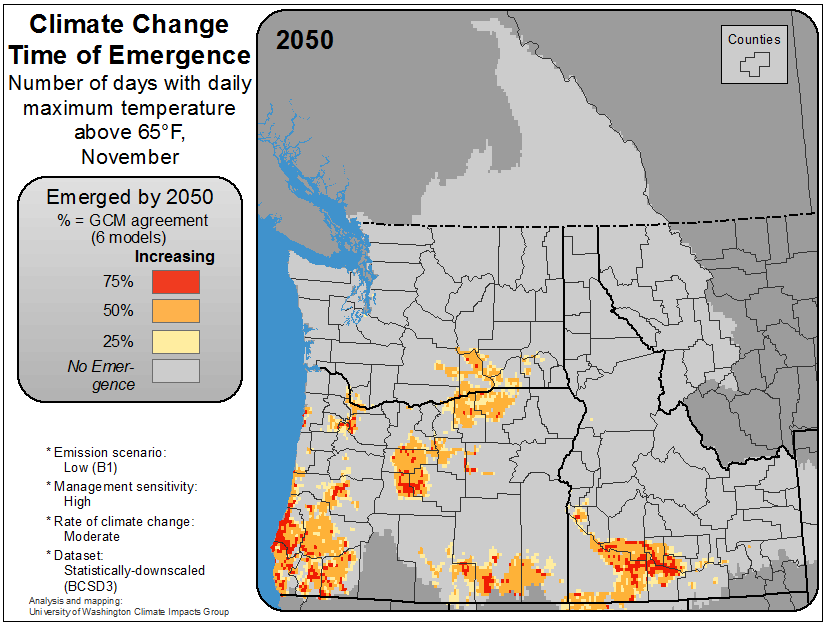 Climate Change
Time of Emergence
Number of days with daily
maximum temperature
above 65°F,
November
Emerged by 2050
% = GCM agreement
(6 models)
Increasing
75%
50%
25%
No Emer-
gence
* Emission scenario:
Low (B1)
* Management sensitivity:
High
* Rate of climate change:
Moderate
* Dataset:
Statistically-downscaled
(BCSD3)
Analysis and mapping:
University of Washington Climate Impacts Group
2050
Counties